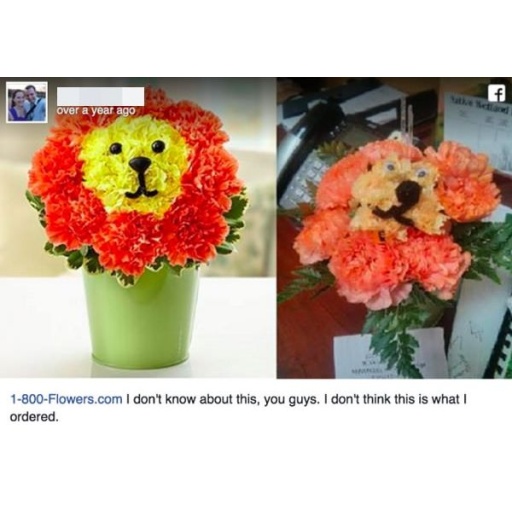 over a year ago
f
1-800-Flowers.com I don't know about this, you guys. I don't think this is what I
ordered.